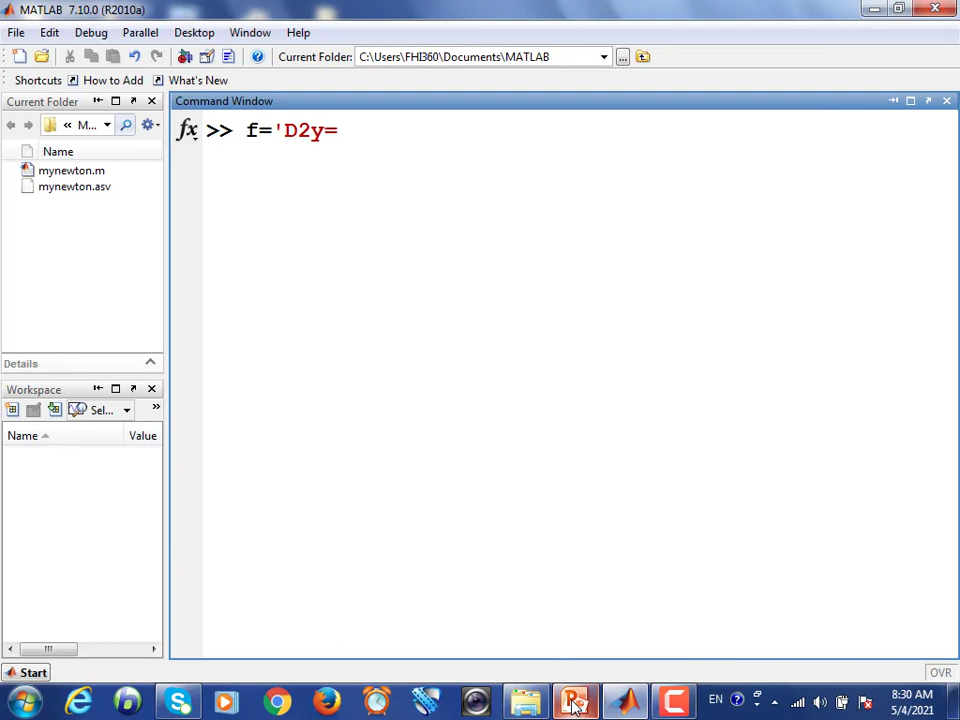 MATLAB 7.10.0 (R2010a)
File Edit Debug Parallel Desktop Window Help
Current Folder: C:\Users\FHI360\Documents\MATLAB ...
Shortcuts How to Add What's New
Current Folder
« M...
Name
mynewton.m
mynewton.asv
Details
Workspace
Sel... »
Name Value
Command Window
fx >> f='D2y=
Start
OVR
EN
8:30 AM
5/4/2021